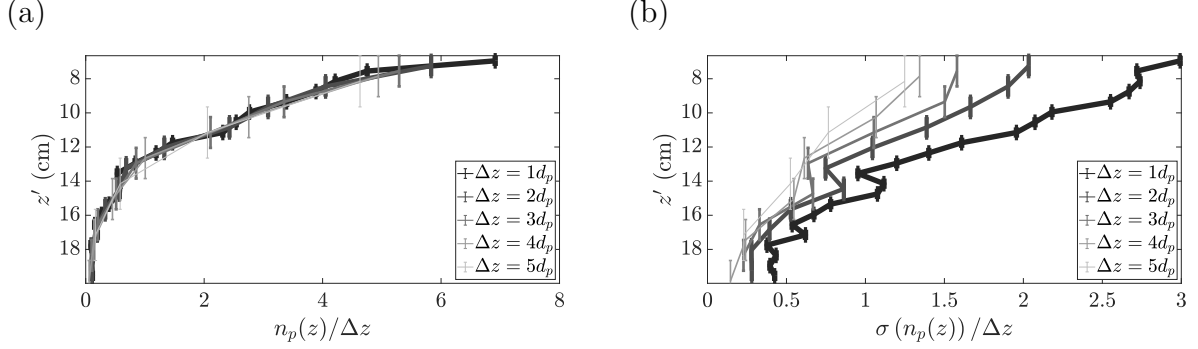 (a)
8
10
12
14
16
18
z′ (cm)
0 2 4 6 8
n_p(z)/Δz
Δz = 1d_p
Δz = 2d_p
Δz = 3d_p
Δz = 4d_p
Δz = 5d_p
(b)
8
10
12
14
16
18
z′ (cm)
0 0.5 1 1.5 2 2.5 3
σ (n_p(z)) /Δz
Δz = 1d_p
Δz = 2d_p
Δz = 3d_p
Δz = 4d_p
Δz = 5d_p